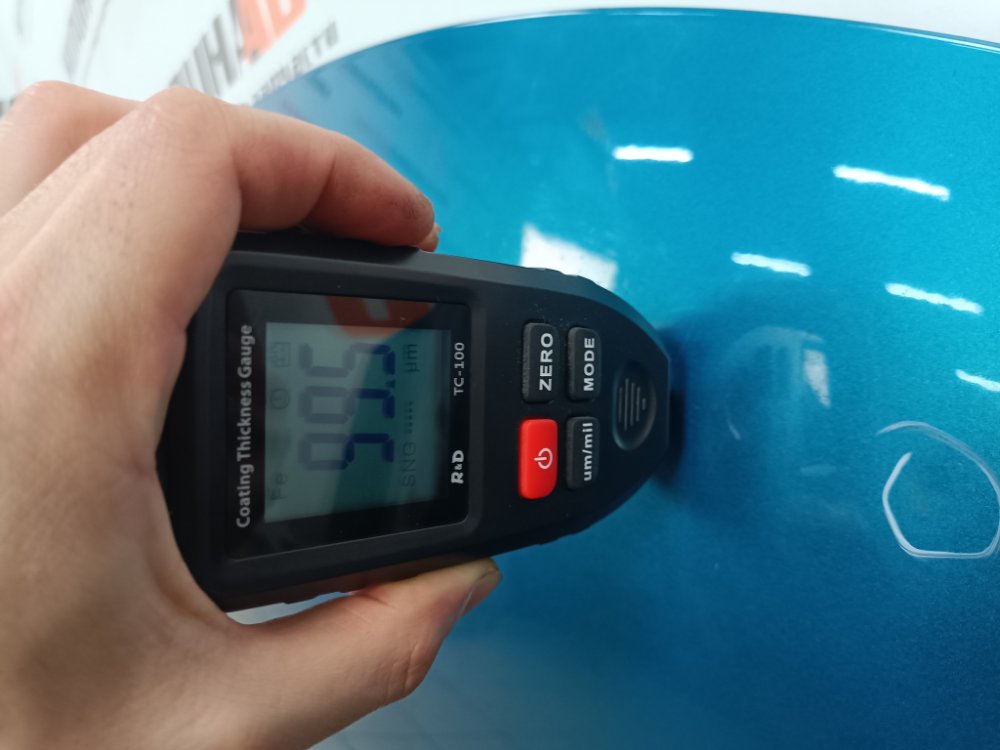 Coating Thickness Gauge
Fe
SNG
µm
R&D
TC-100
ZERO
um/mil
MODE